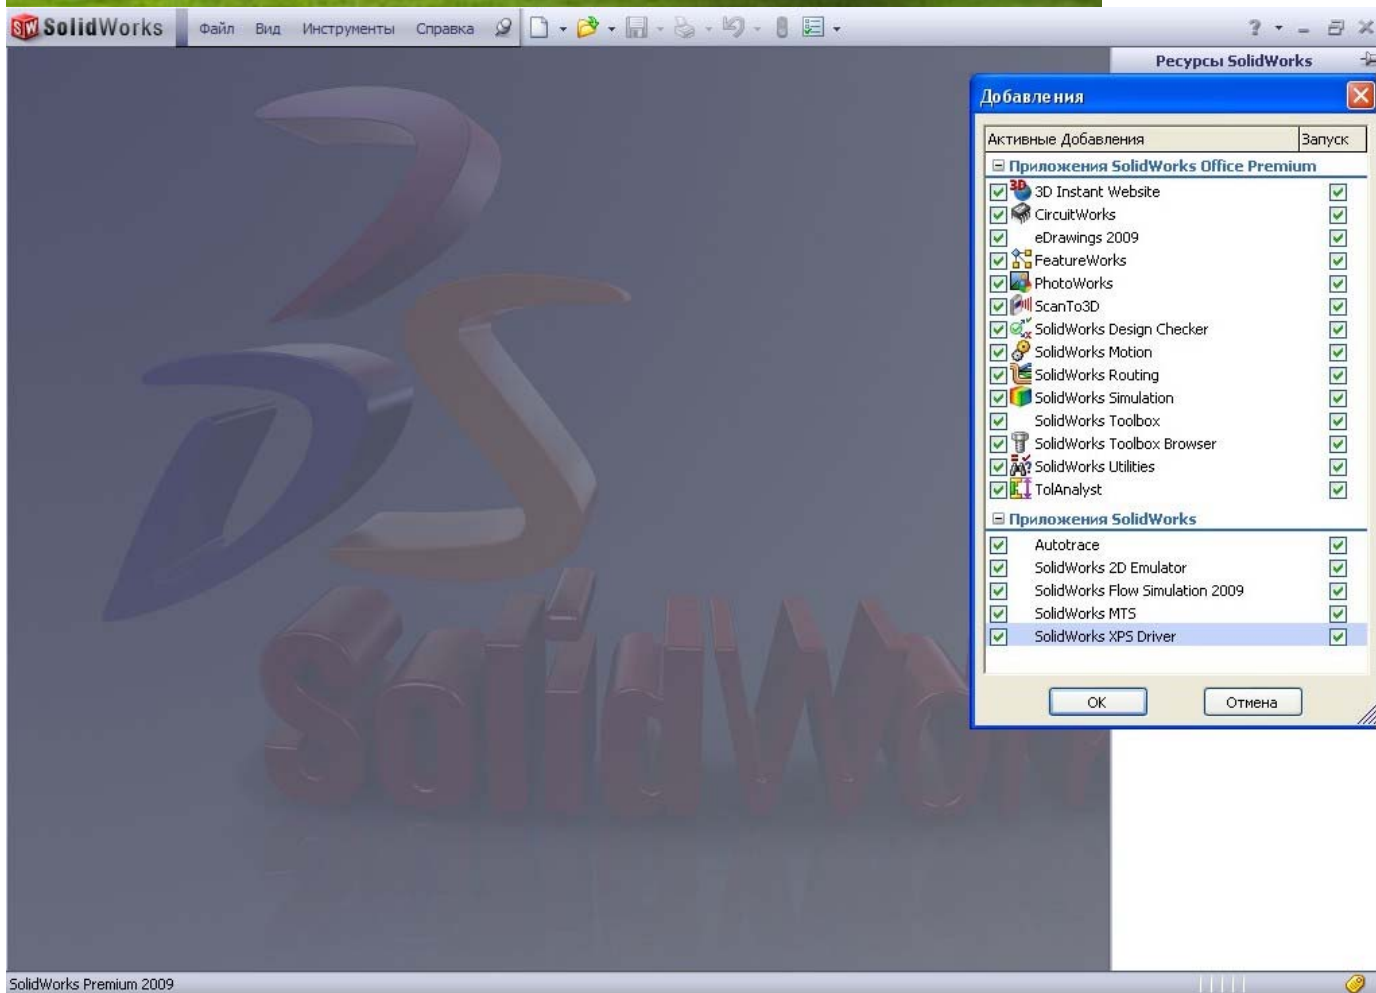 SolidWorks Файл Вид Инструменты Справка
Ресурсы SolidWorks
Добавления
Активные Добавления Запуск
Приложения SolidWorks Office Premium
3D Instant Website
CircuitWorks
eDrawings 2009
FeatureWorks
PhotoWorks
ScanTo3D
SolidWorks Design Checker
SolidWorks Motion
SolidWorks Routing
SolidWorks Simulation
SolidWorks Toolbox
SolidWorks Toolbox Browser
SolidWorks Utilities
TolAnalyst
Приложения SolidWorks
Autotrace
SolidWorks 2D Emulator
SolidWorks Flow Simulation 2009
SolidWorks MTS
SolidWorks XPS Driver
OK Отмена
SolidWor
SolidWorks Premium 2009